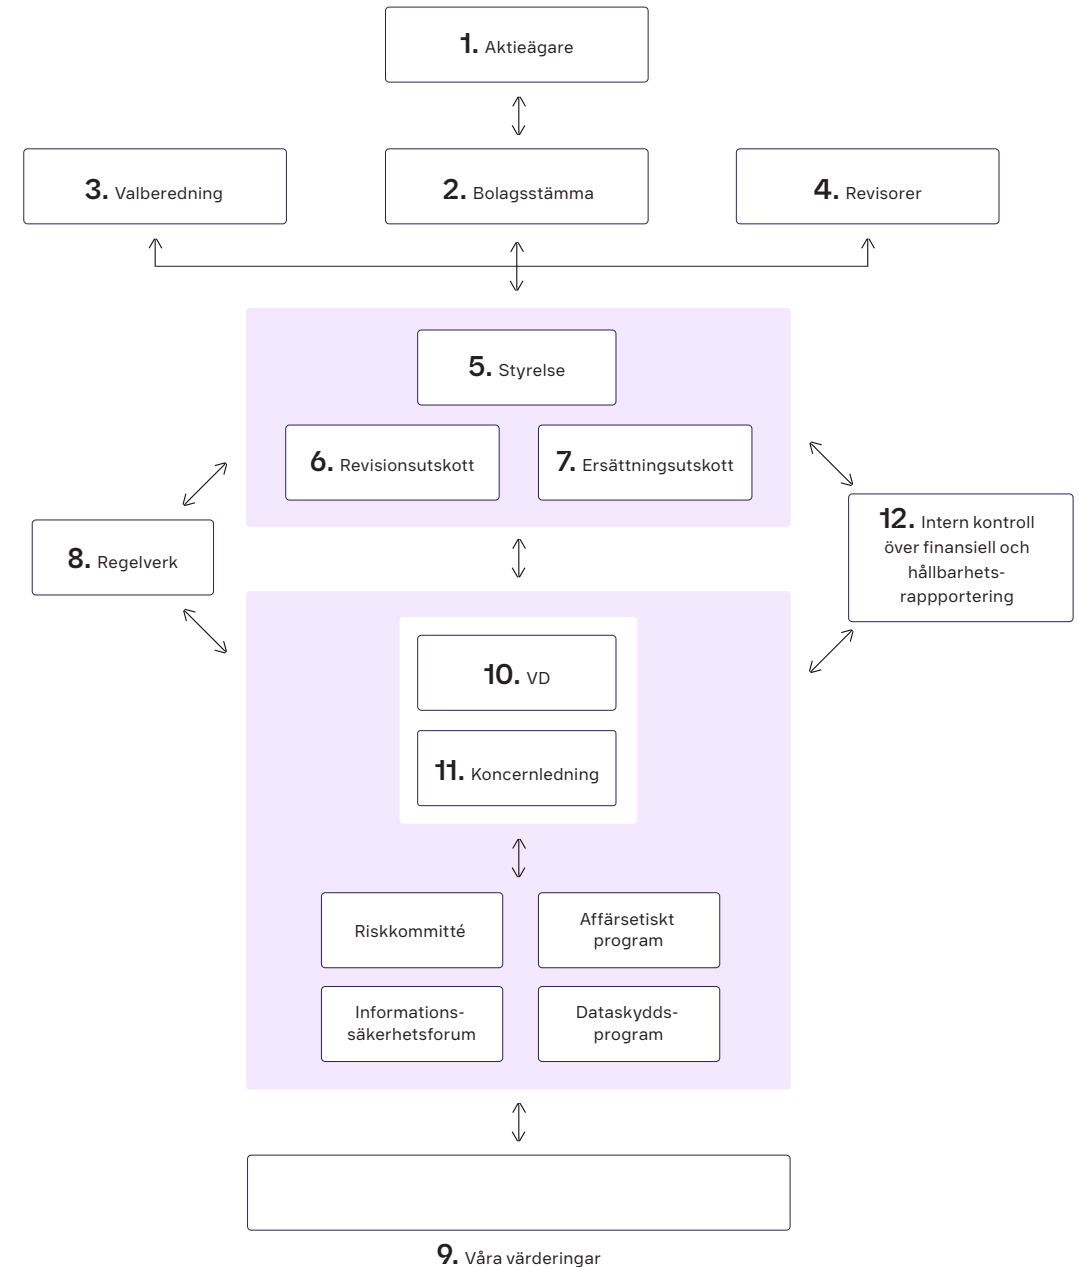 1. Aktieägare
3. Valberedning
2. Bolagsstämma
4. Revisorer
5. Styrelse
6. Revisionsutskott
7. Ersättningsutskott
8. Regelverk
12. Intern kontroll
över finansiell och
hållbarhets-
rappportering
10. VD
11. Koncernledning
Riskkommitté
Affärsetiskt
program
Informations-
säkerhetsforum
Dataskydds-
program
9. Våra värderingar